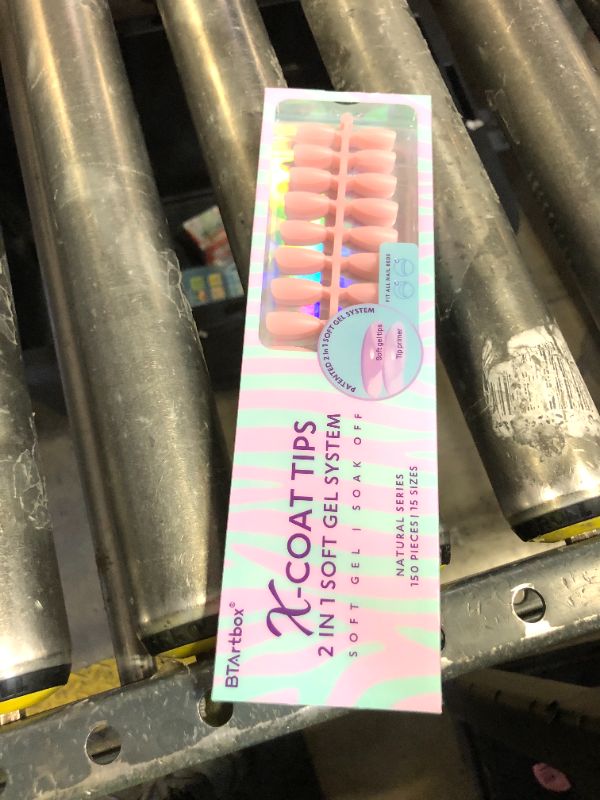 FIT ALL NAIL BEDS
PATENTED 2 In 1 SOFT GEL SYSTEM
Soft gel tips
Tip primer
BTArtbox®
X-COAT TIPS
2 IN 1 SOFT GEL SYSTEM
SOFT GEL | SOAK OFF
NATURAL SERIES
150 PIECES | 15 SIZES